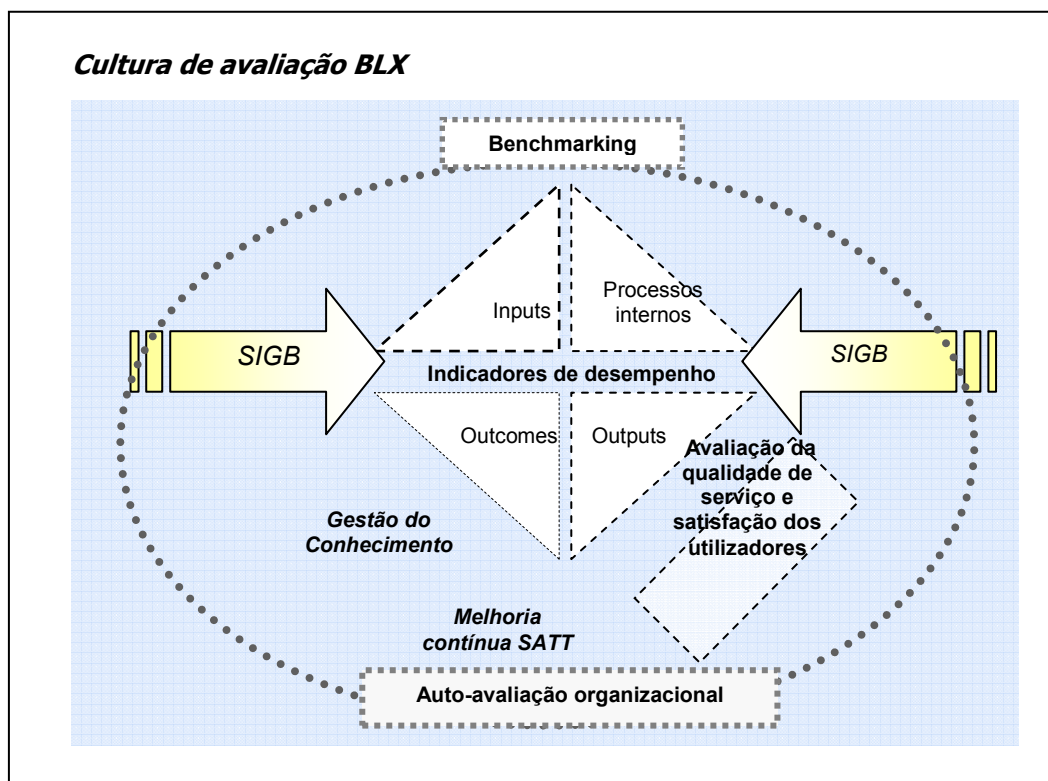 Cultura de avaliação BLX
Benchmarking
Inputs
Processos
internos
SIGB
SIGB
Indicadores de desempenho
Outcomes
Outputs
Avaliação da
qualidade de
serviço e
satisfação dos
utilizadores
Gestão do
Conhecimento
Melhoria
contínua SATT
Auto-avaliação organizacional